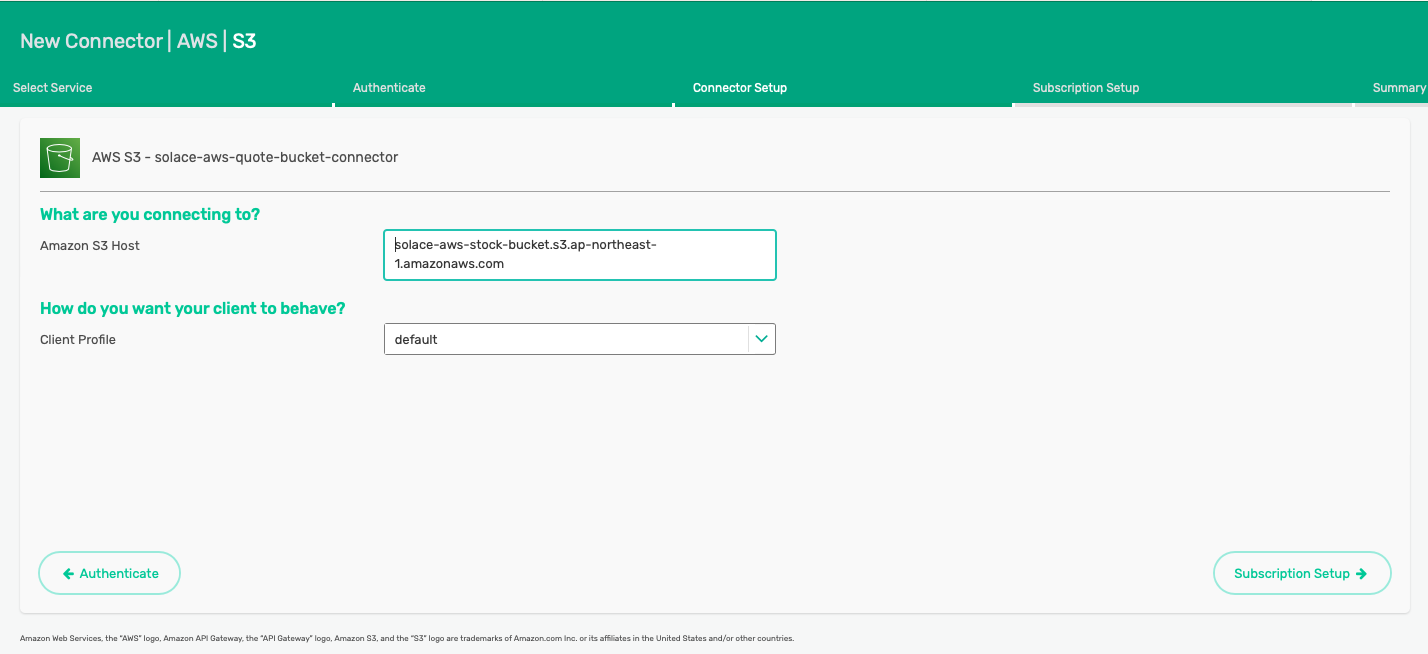 New Connector | AWS | S3
Select Service
Authenticate
Connector Setup
Subscription Setup
Summary
AWS S3 - solace-aws-quote-bucket-connector
What are you connecting to?
Amazon S3 Host
solace-aws-stock-bucket.s3.ap-northeast-
1.amazonaws.com
How do you want your client to behave?
Client Profile
default
Authenticate
Subscription Setup
Amazon Web Services, the "AWS" logo, Amazon API Gateway, the "API Gateway" logo, Amazon S3, and the "S3" logo are trademarks of Amazon.com Inc. or its affiliates in the United States and/or other countries.